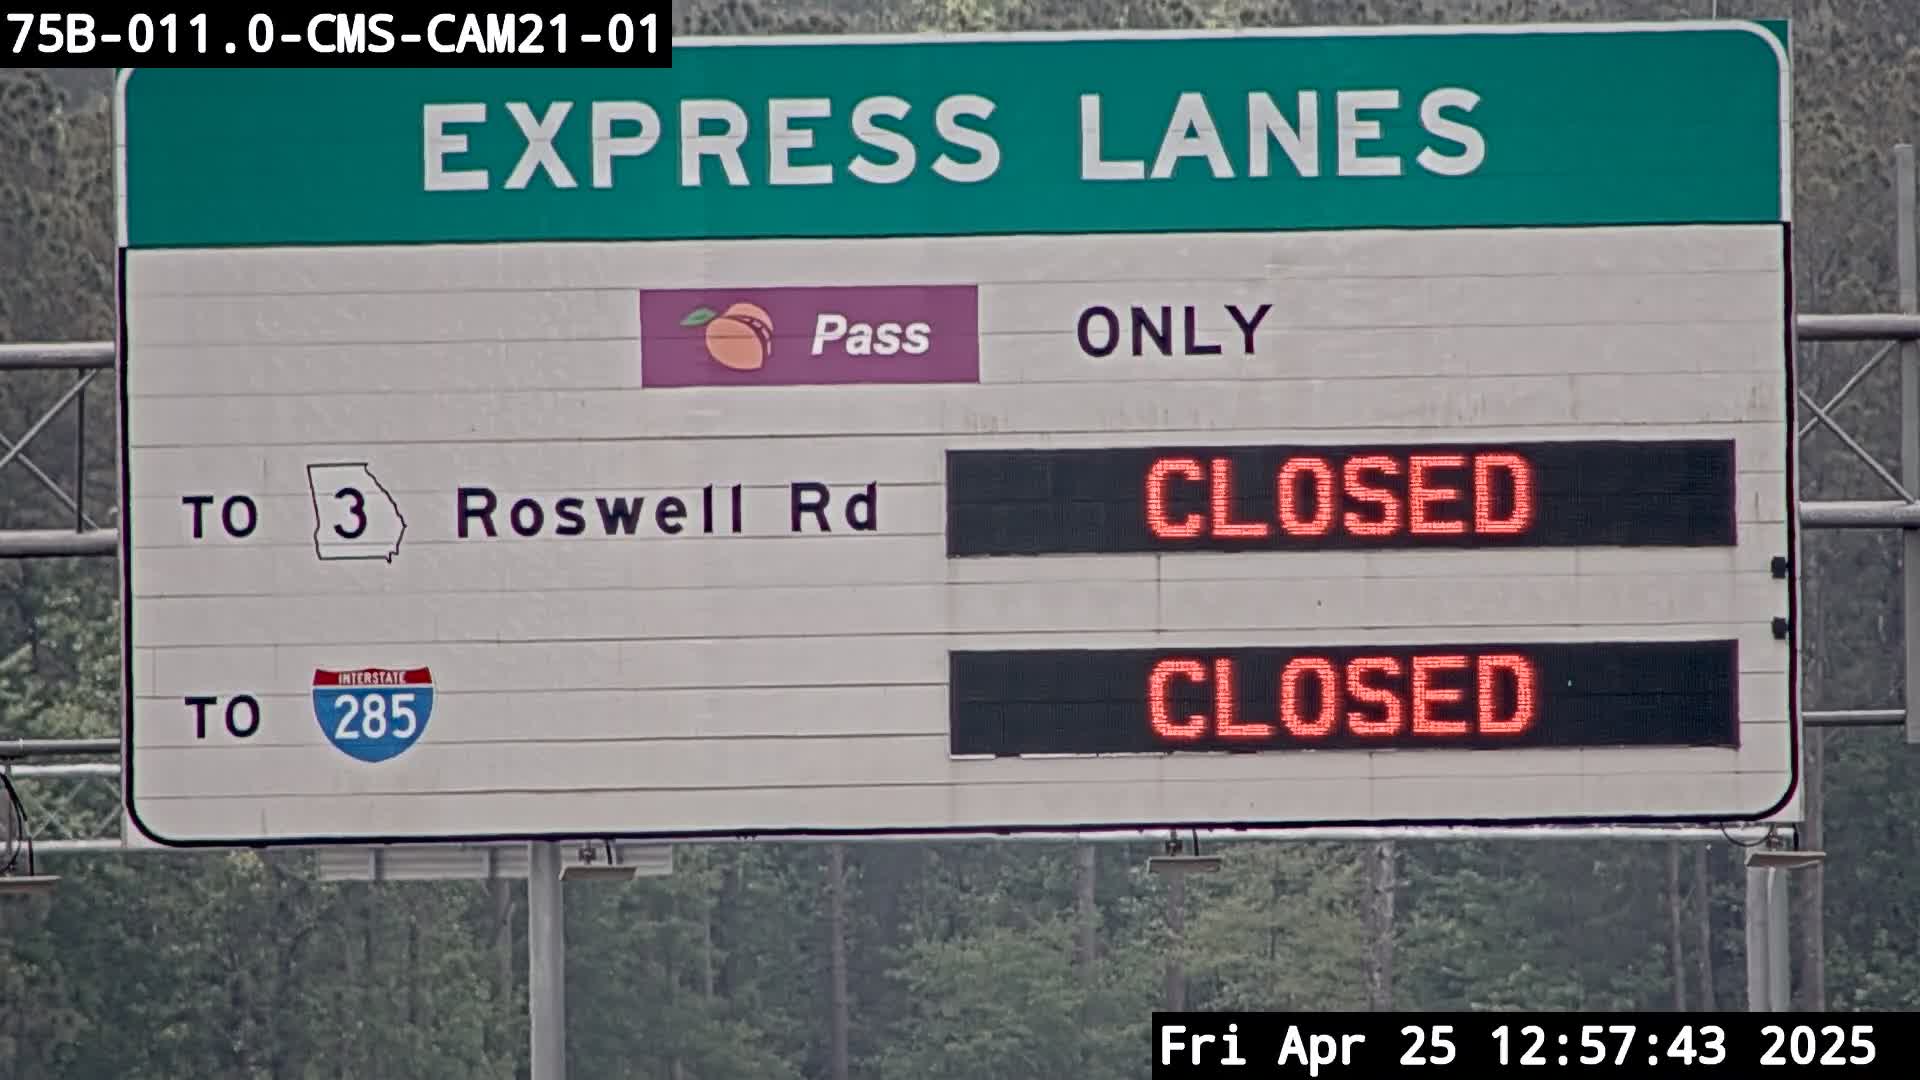 75B-011.0-CMS-CAM21-01
EXPRESS LANES
Pass ONLY
TO 3 Roswell Rd CLOSED
TO INTERSTATE 285 CLOSED
Fri Apr 25 12:57:43 2025